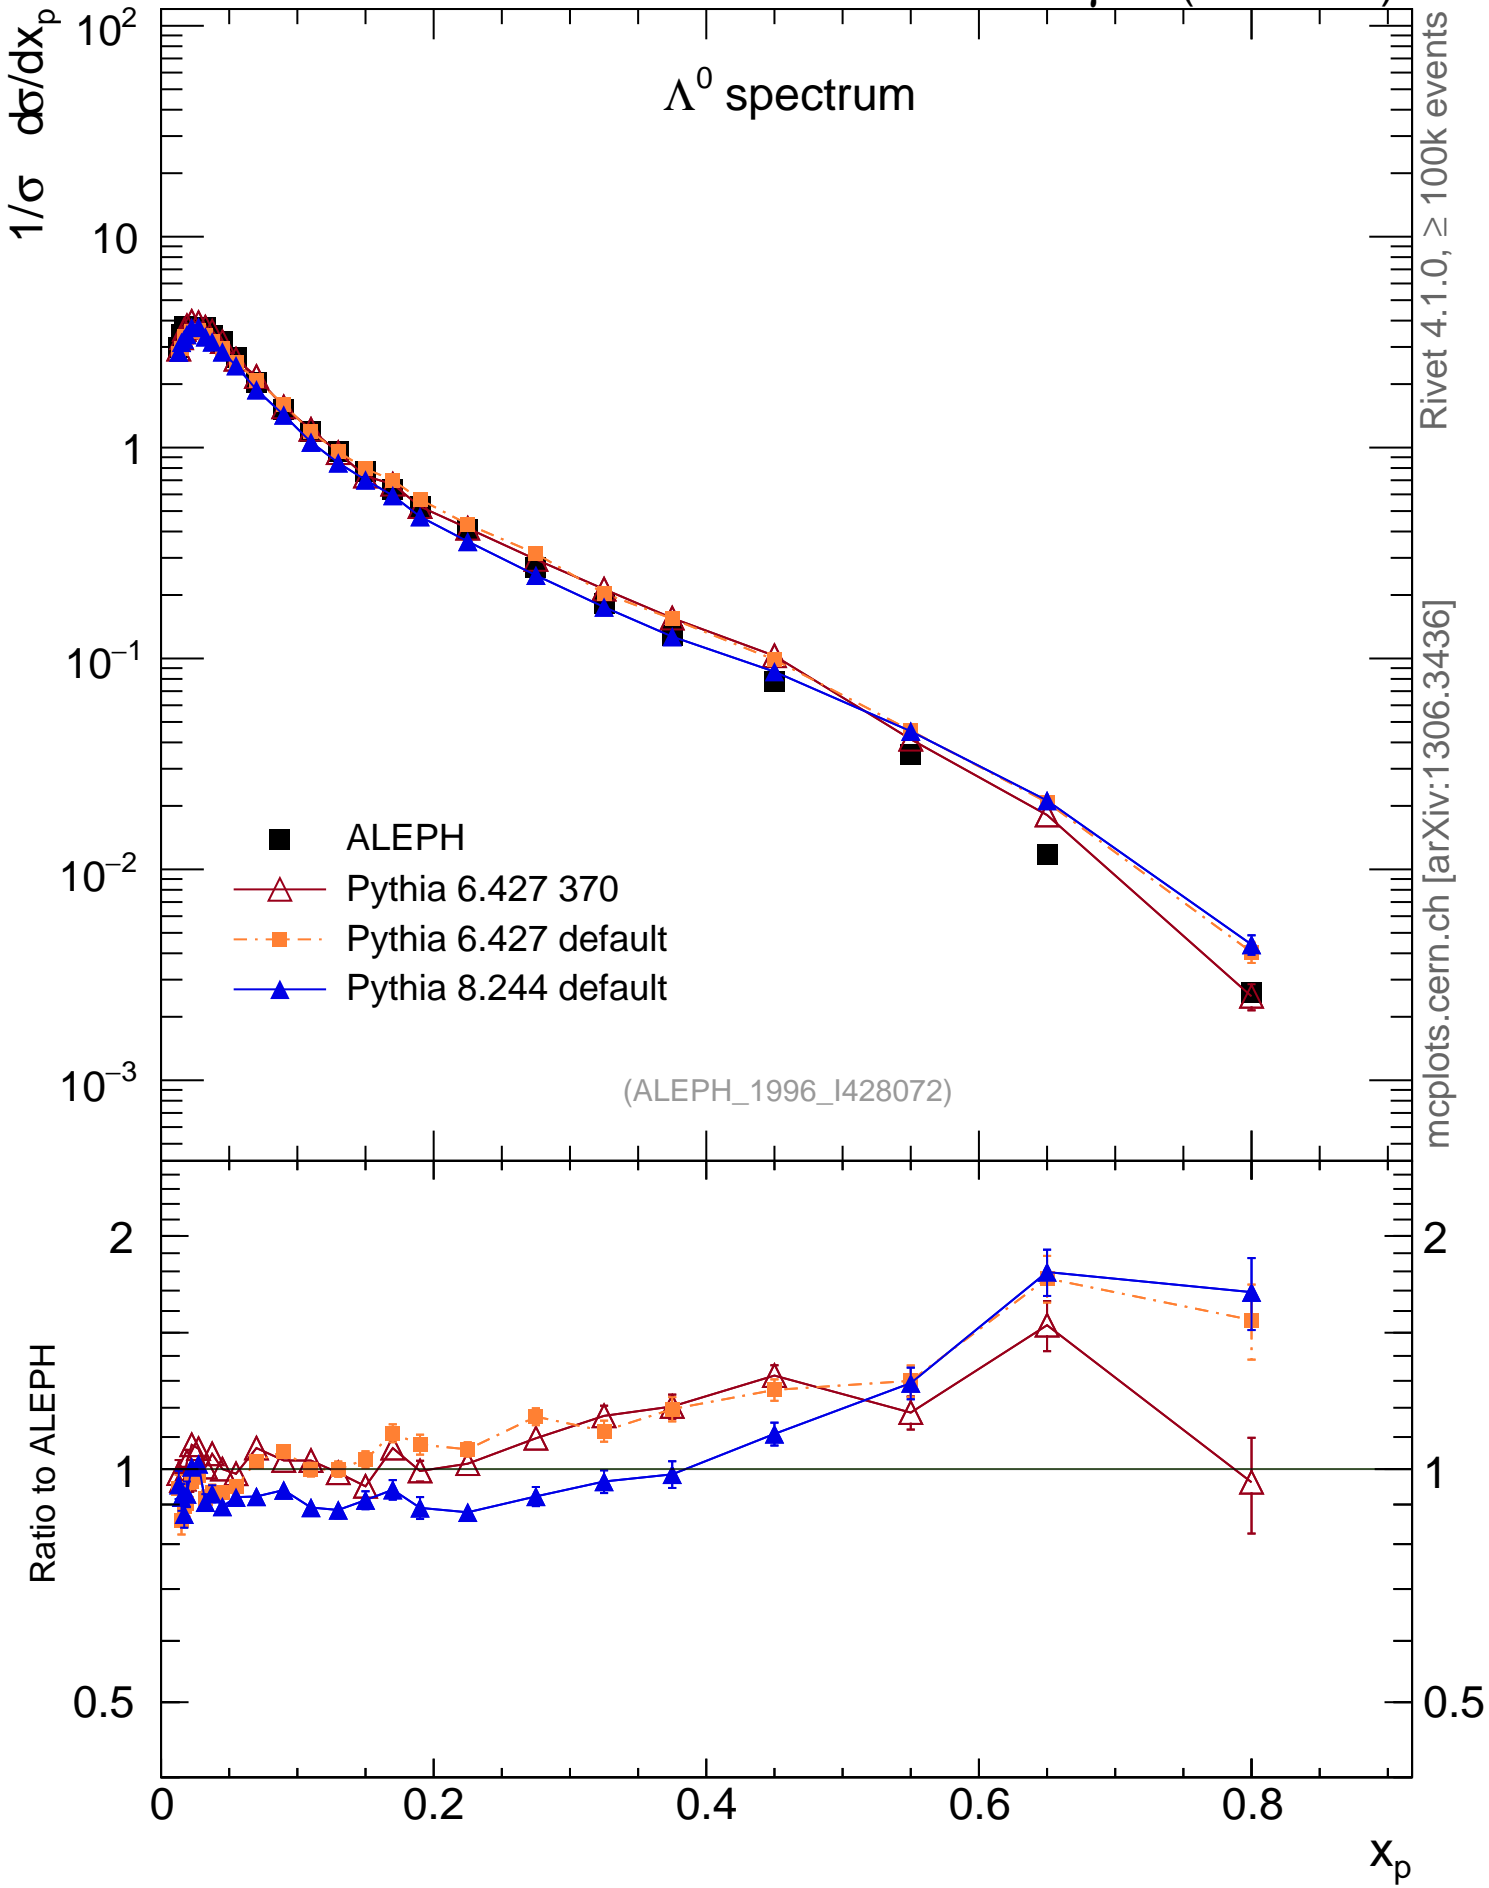 Λ⁰ spectrum
1/σ dσ/dxₚ
10²
10
1
10⁻¹
10⁻²
10⁻³
ALEPH
Pythia 6.427 370
Pythia 6.427 default
Pythia 8.244 default
(ALEPH_1996_I428072)
Rivet 4.1.0, ≥ 100k events
mcplots.cern.ch [arXiv:1306.3436]
Ratio to ALEPH
2
1
0.5
2
1
0.5
0
0.2
0.4
0.6
0.8
xₚ